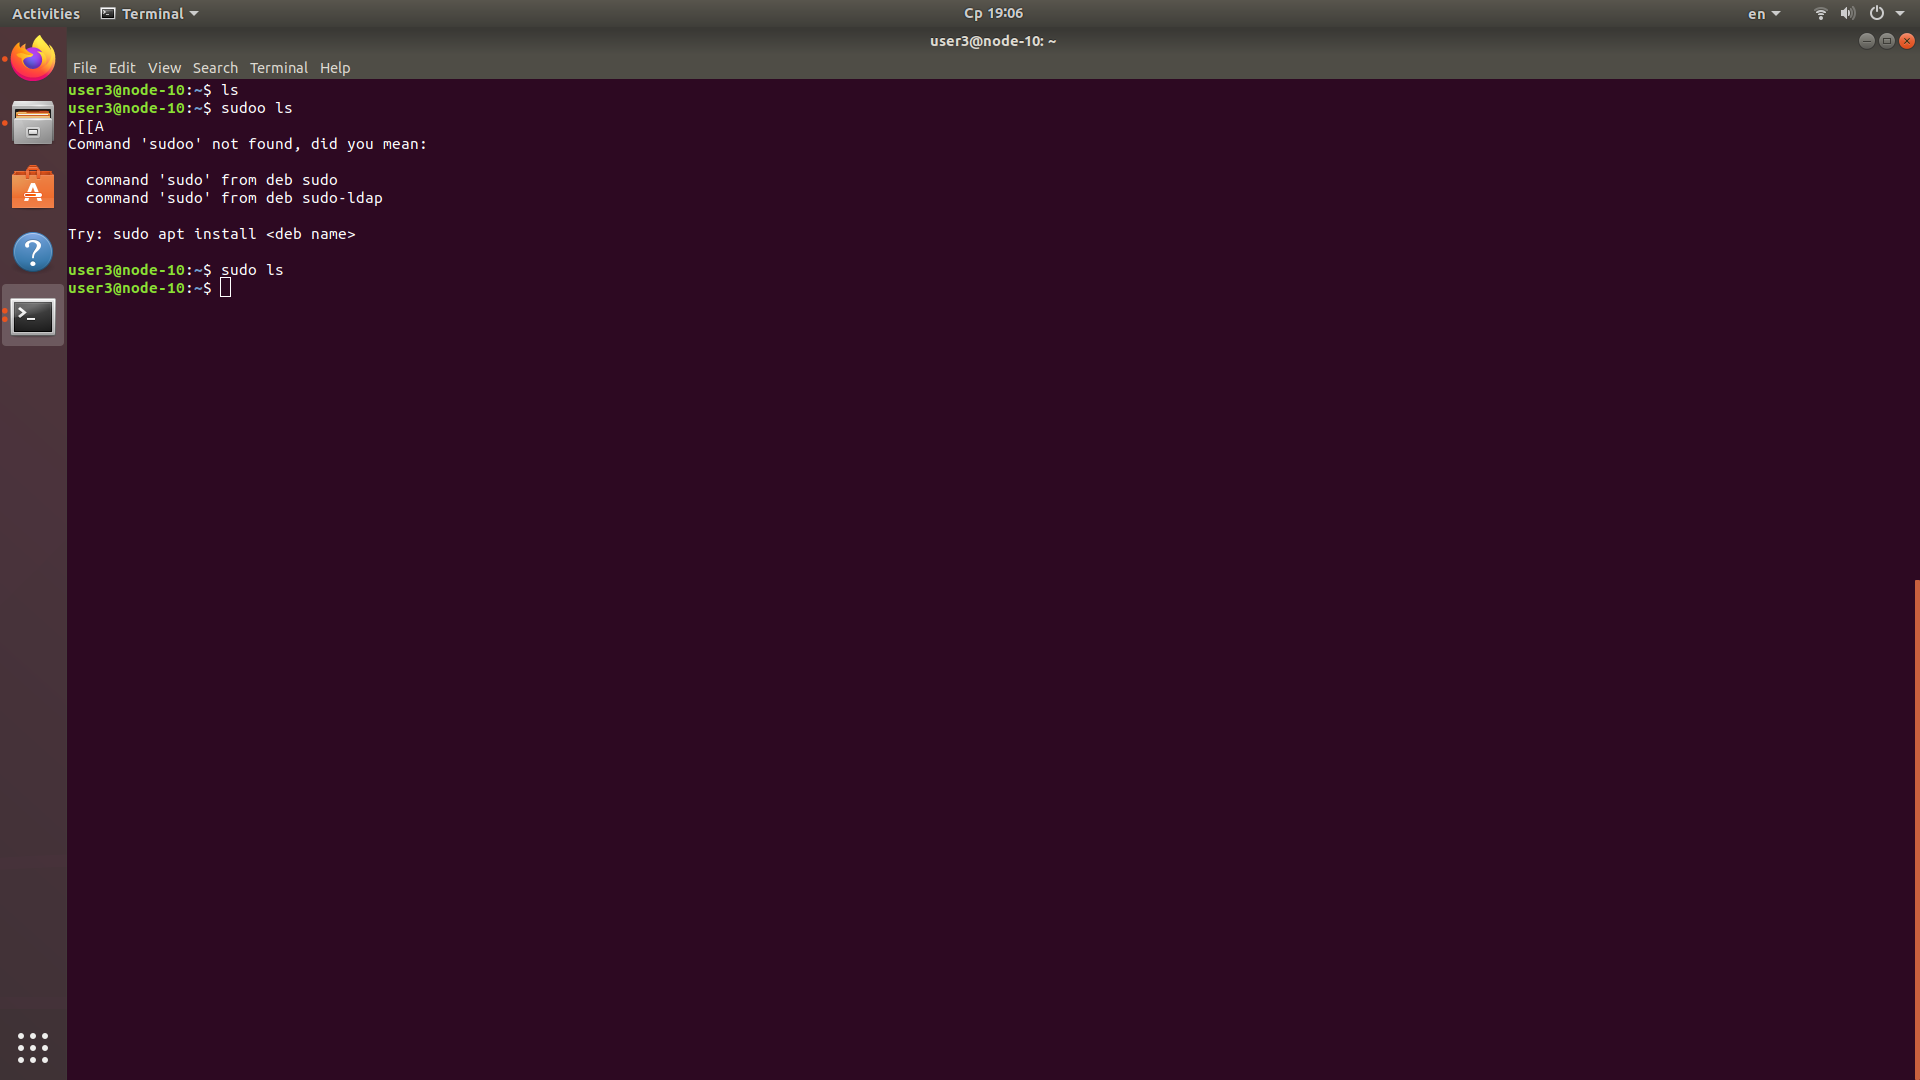 Activities Terminal Ср 19:06 en
user3@node-10: ~
File Edit View Search Terminal Help
user3@node-10:~$ ls
user3@node-10:~$ sudoo ls
^[[A
Command 'sudoo' not found, did you mean:
  command 'sudo' from deb sudo
  command 'sudo' from deb sudo-ldap
Try: sudo apt install <deb name>
user3@node-10:~$ sudo ls
user3@node-10:~$